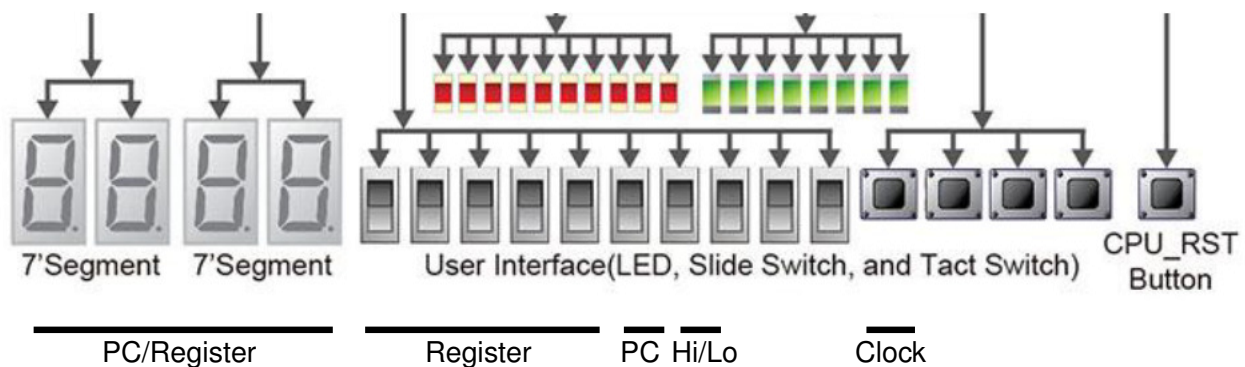 7'Segment 7'Segment User Interface(LED, Slide Switch, and Tact Switch) CPU_RST
Button
PC/Register Register PC Hi/Lo Clock